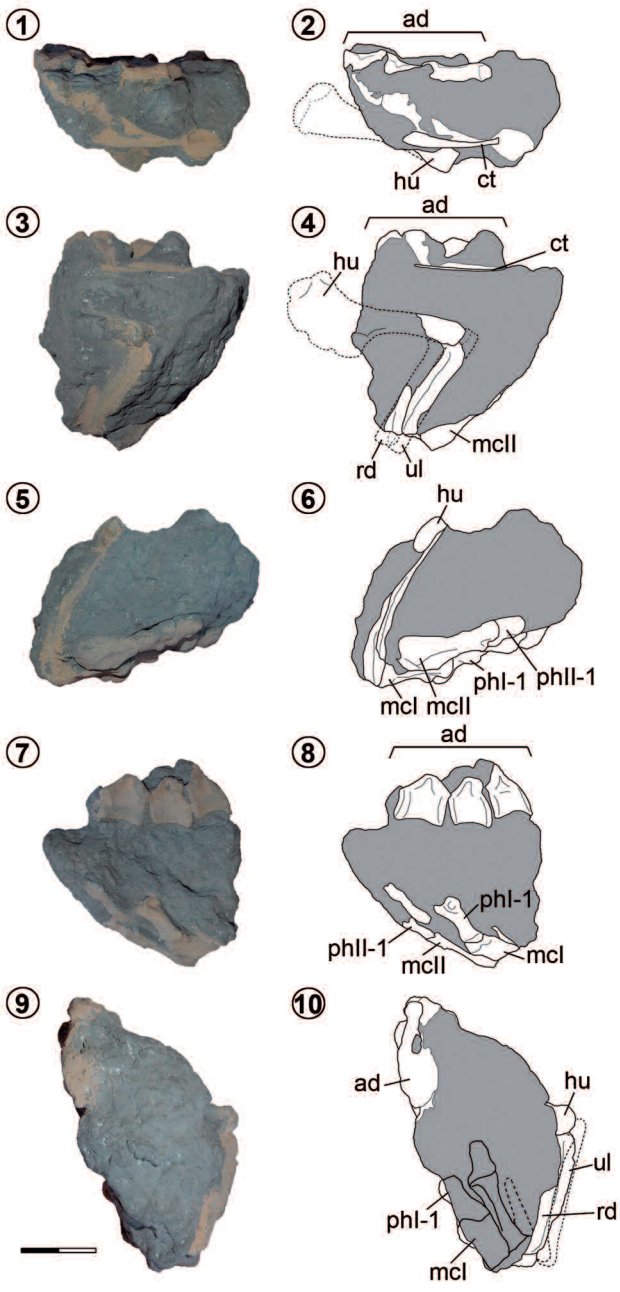 1 2 ad
hu ct
3 4 ad
hu ct
rd ul mcII
5 6 hu
mcI mcII phI-1 phII-1
7 8 ad
phI-1
phII-1 mcII mcI
9 10
ad hu
ul
phI-1 rd
mcI